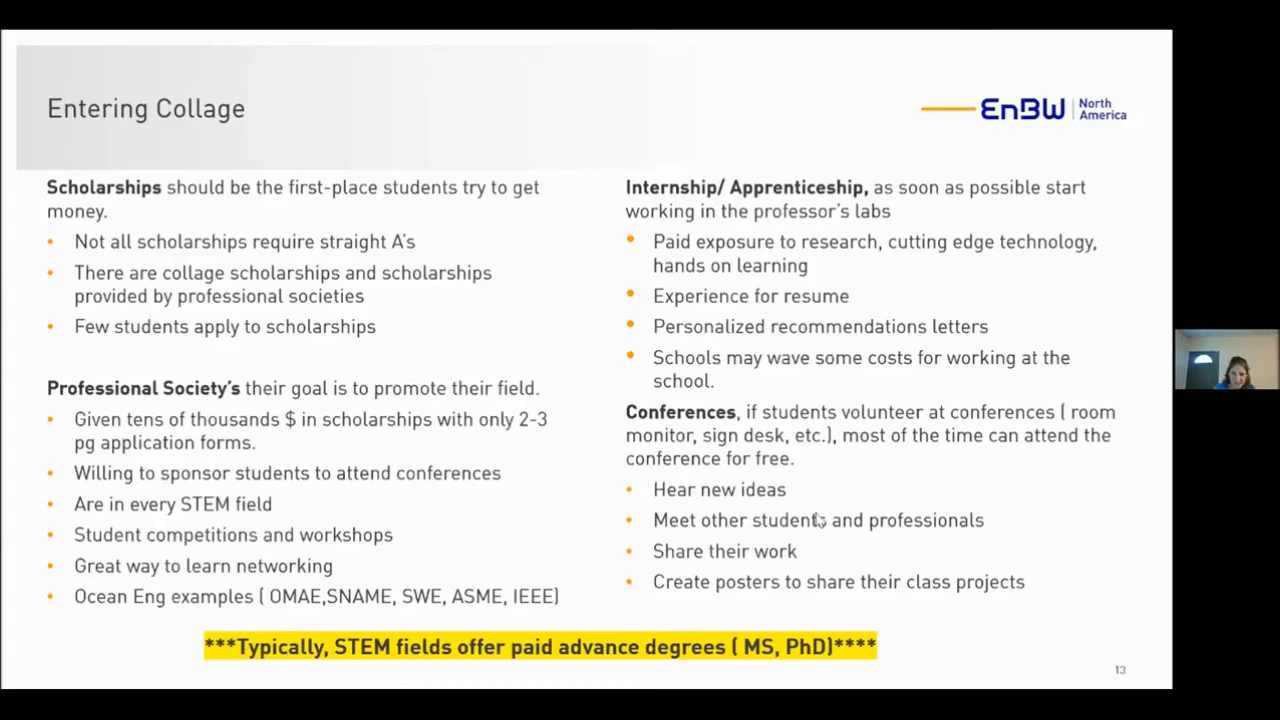 Entering Collage
EnBW North America
Scholarships should be the first-place students try to get
money.
• Not all scholarships require straight A's
• There are collage scholarships and scholarships
provided by professional societies
• Few students apply to scholarships
Professional Society's their goal is to promote their field.
• Given tens of thousands $ in scholarships with only 2-3
pg application forms.
• Willing to sponsor students to attend conferences
• Are in every STEM field
• Student competitions and workshops
• Great way to learn networking
• Ocean Eng examples ( OMAE,SNAME, SWE, ASME, IEEE)
Internship/ Apprenticeship, as soon as possible start
working in the professor's labs
• Paid exposure to research, cutting edge technology,
hands on learning
• Experience for resume
• Personalized recommendations letters
• Schools may wave some costs for working at the
school.
Conferences, if students volunteer at conferences ( room
monitor, sign desk, etc.), most of the time can attend the
conference for free.
• Hear new ideas
• Meet other students and professionals
• Share their work
• Create posters to share their class projects
***Typically, STEM fields offer paid advance degrees ( MS, PhD)****
13